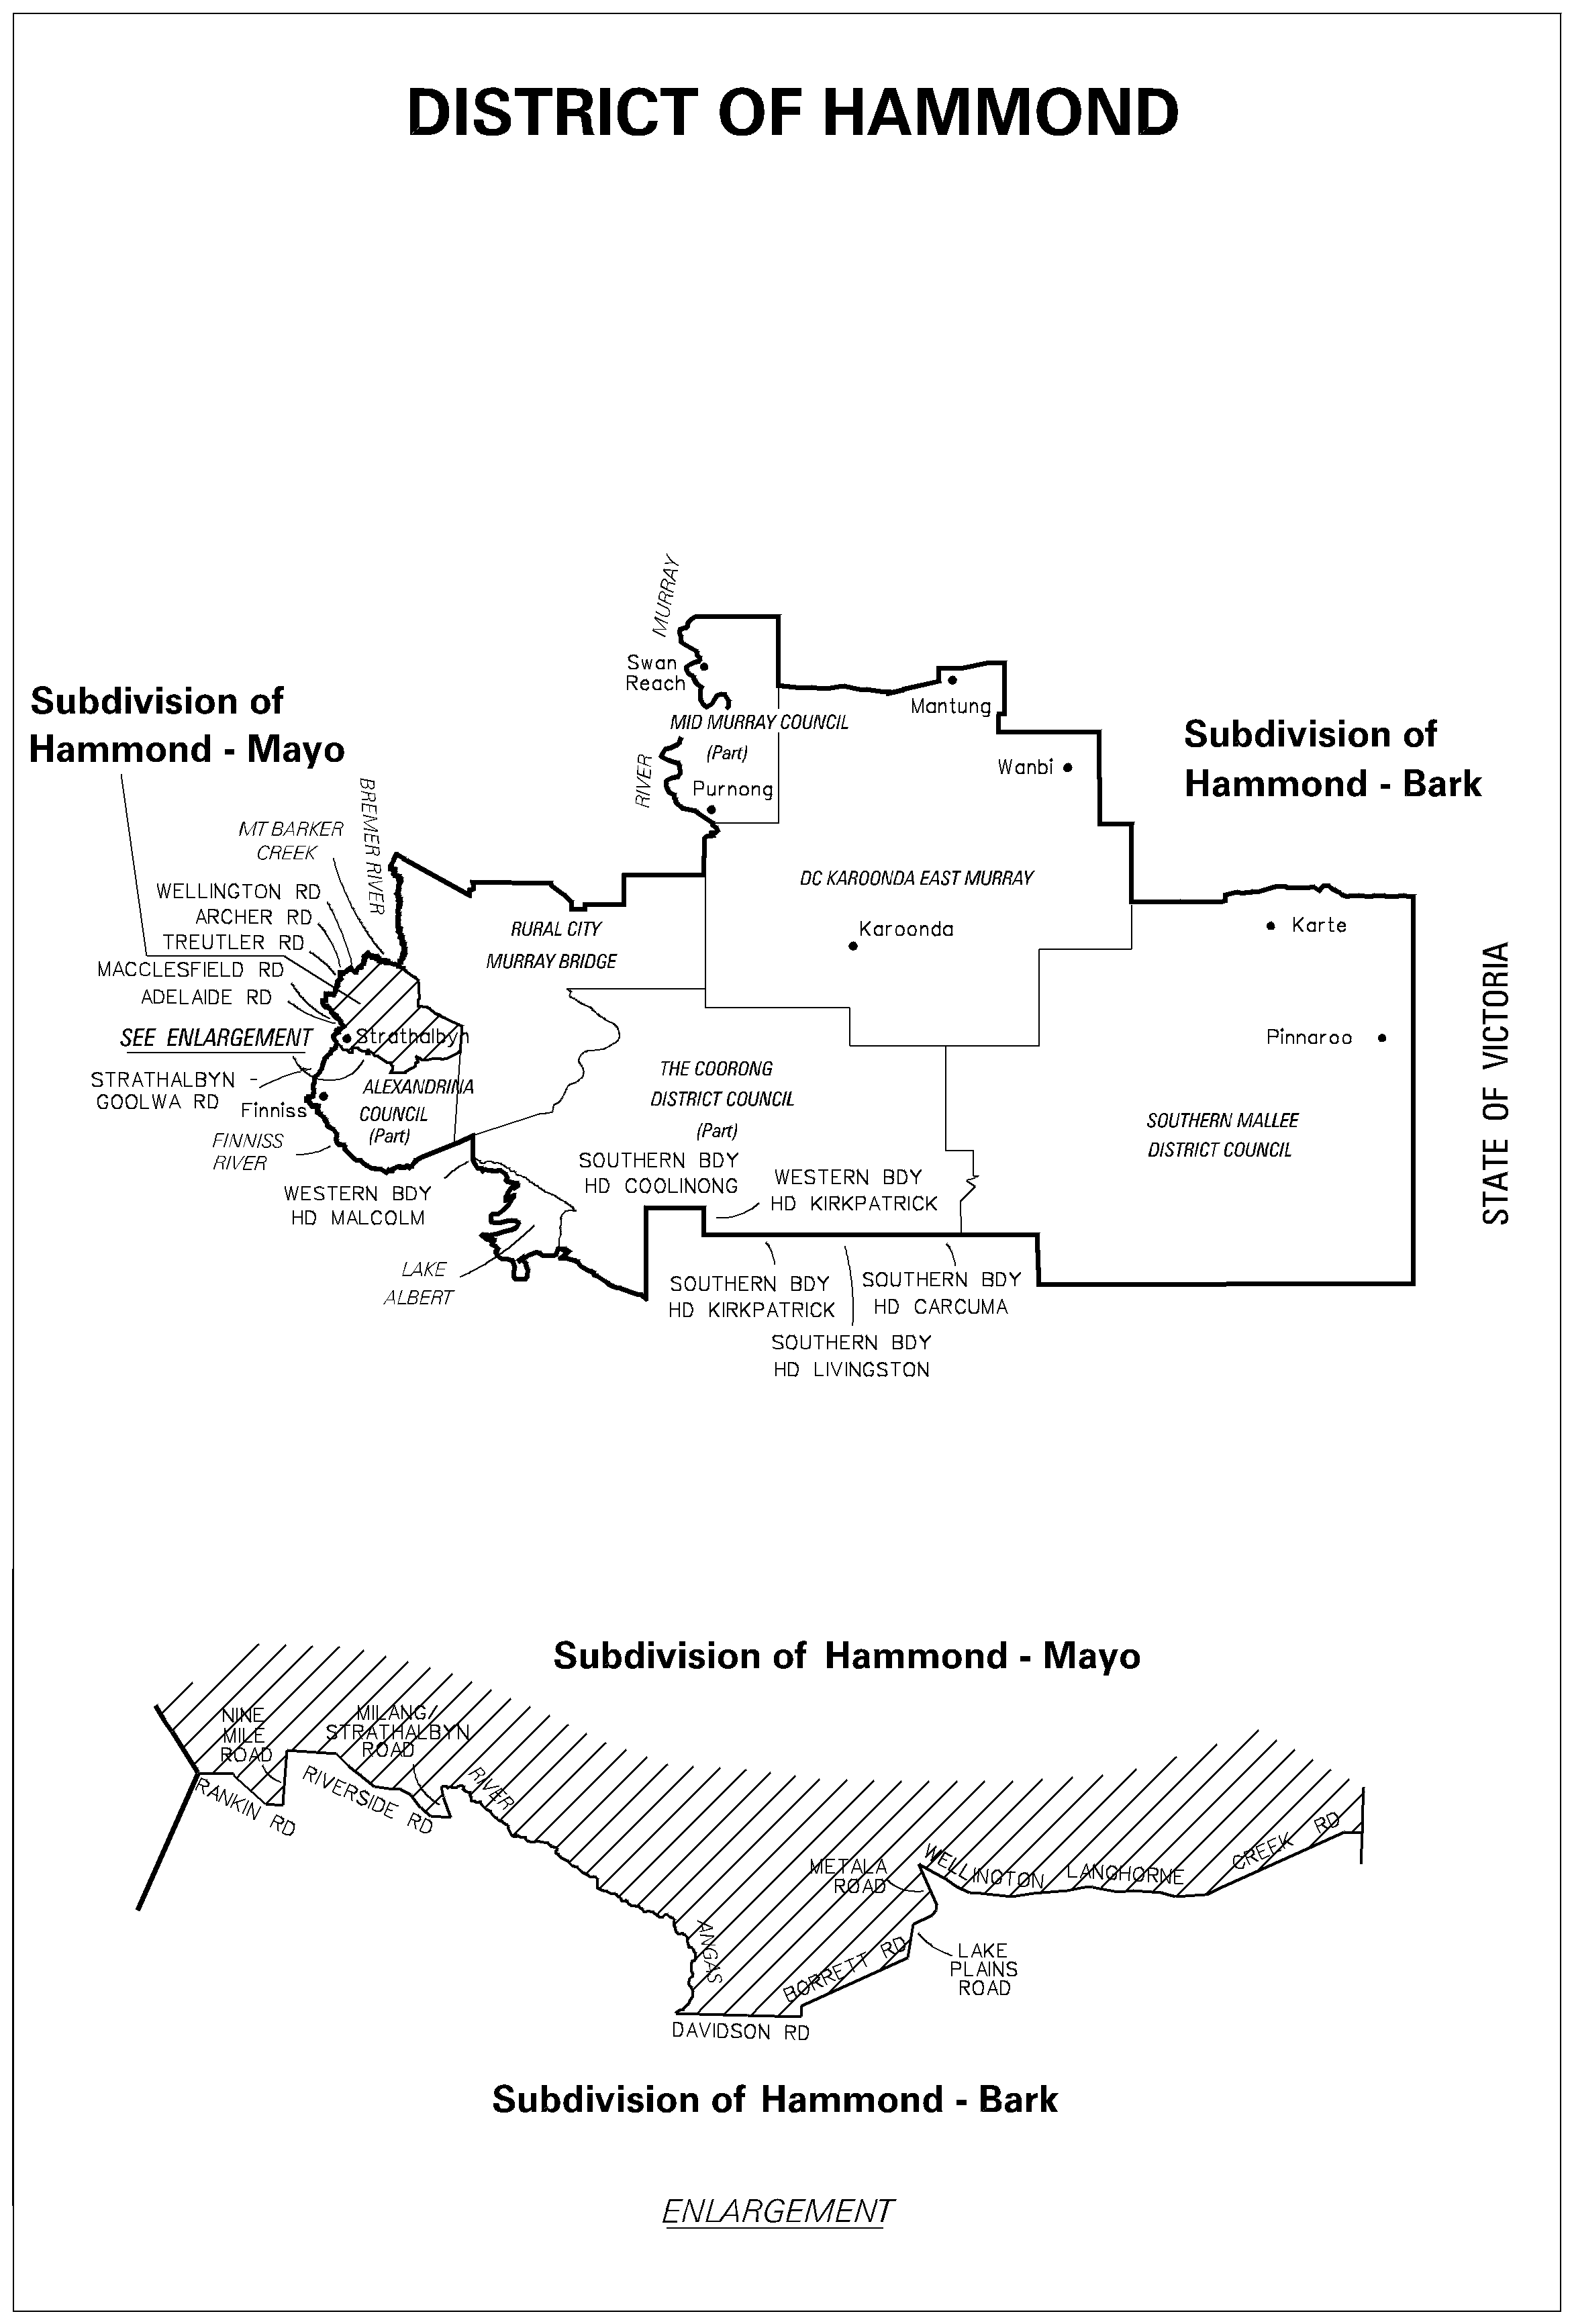 DISTRICT OF HAMMOND
MURRAY
Swan
Reach
Subdivision of
Hammond - Mayo
MID MURRAY COUNCIL
(Part)
Mantung
Subdivision of
Hammond - Bark
RIVER
Purnong
Wanbi
BREMER RIVER
MT BARKER
CREEK
WELLINGTON RD
ARCHER RD
TREUTLER RD
MACCLESFIELD RD
ADELAIDE RD
SEE ENLARGEMENT
STRATHALBYN -
GOOLWA RD
Strathalbyn
Finniss
FINNISS
RIVER
ALEXANDRINA
COUNCIL
(Part)
RURAL CITY
MURRAY BRIDGE
DC KAROONDA EAST MURRAY
Karoonda
Karte
Pinnaroo
STATE OF VICTORIA
THE COORONG
DISTRICT COUNCIL
(Part)
SOUTHERN MALLEE
DISTRICT COUNCIL
SOUTHERN BDY
HD COOLINONG
WESTERN BDY
HD KIRKPATRICK
WESTERN BDY
HD MALCOLM
LAKE
ALBERT
SOUTHERN BDY
HD KIRKPATRICK
SOUTHERN BDY
HD CARCUMA
SOUTHERN BDY
HD LIVINGSTON
Subdivision of Hammond - Mayo
NINE
MILE
ROAD
MILANG/
STRATHALBYN
ROAD
RANKIN RD
RIVERSIDE RD
RIVER
ANGAS
METALA
ROAD
WELLINGTON LANGHORNE CREEK RD
BORRETT RD
LAKE
PLAINS
ROAD
DAVIDSON RD
Subdivision of Hammond - Bark
ENLARGEMENT